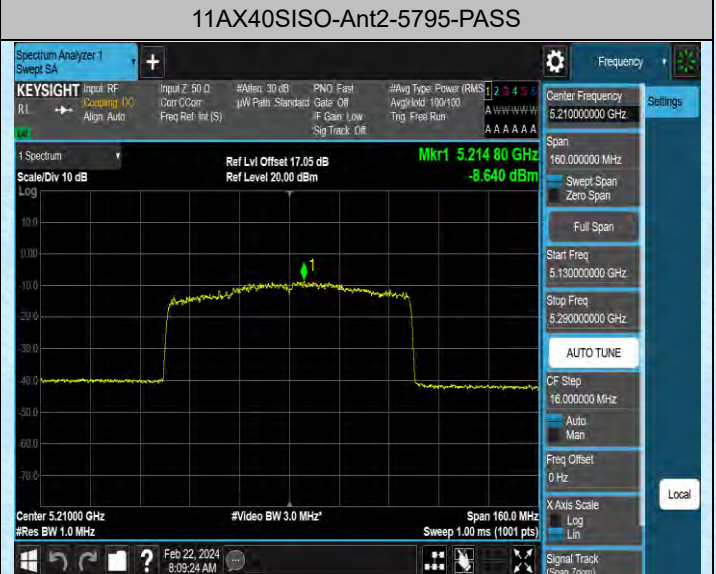 11AX40SISO-Ant2-5795-PASS
Spectrum Analyzer 1
Swept SA
+
Frequency
KEYSIGHT Input: RF Input Z: 50 Ω #Atten: 30 dB PNO: Fast #Avg Type: Power (RMS 1 2 3 4 5 6
RL Coupling: DC Corr CCorr µW Path: Standard Gate: Off Avg|Hold: 100/100 A W W W W W
Align: Auto Freq Ref: Int (S) IF Gain: Low Trig: Free Run
Sig Track: Off A A A A A A
Center Frequency
5.210000000 GHz
Settings
1 Spectrum
Ref Lvl Offset 17.05 dB
Mkr1 5.214 80 GHz
Scale/Div 10 dB
Ref Level 20.00 dBm
-8.640 dBm
Log
Span
160.000000 MHz
Swept Span
Zero Span
Full Span
Start Freq
5.130000000 GHz
Stop Freq
5.290000000 GHz
AUTO TUNE
CF Step
16.000000 MHz
Auto
Man
Freq Offset
0 Hz
X Axis Scale
Log
Lin
Signal Track
(Span Zoom)
Local
10.0
0.00
1
-10.0
-20.0
-30.0
-40.0
-50.0
-60.0
-70.0
Center 5.21000 GHz
#Video BW 3.0 MHz*
Span 160.0 MHz
#Res BW 1.0 MHz
Sweep 1.00 ms (1001 pts)
?
Feb 22, 2024
8:09:24 AM